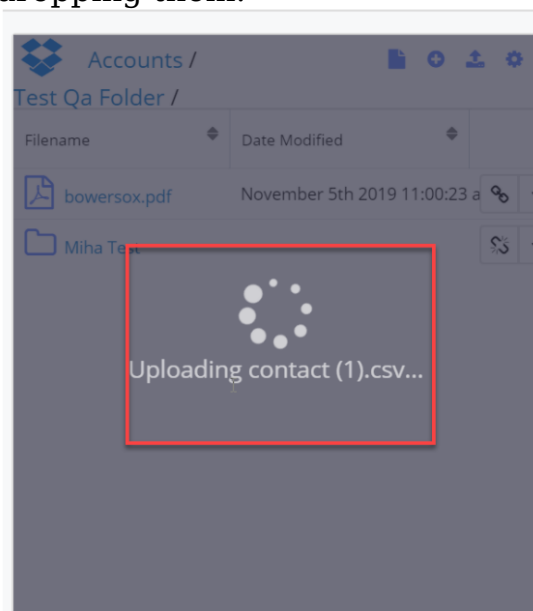 dropping them.
Accounts /
Test Qa Folder /
Filename Date Modified
bowersox.pdf November 5th 2019 11:00:23 a
Miha Test
Uploading contact (1).csv...